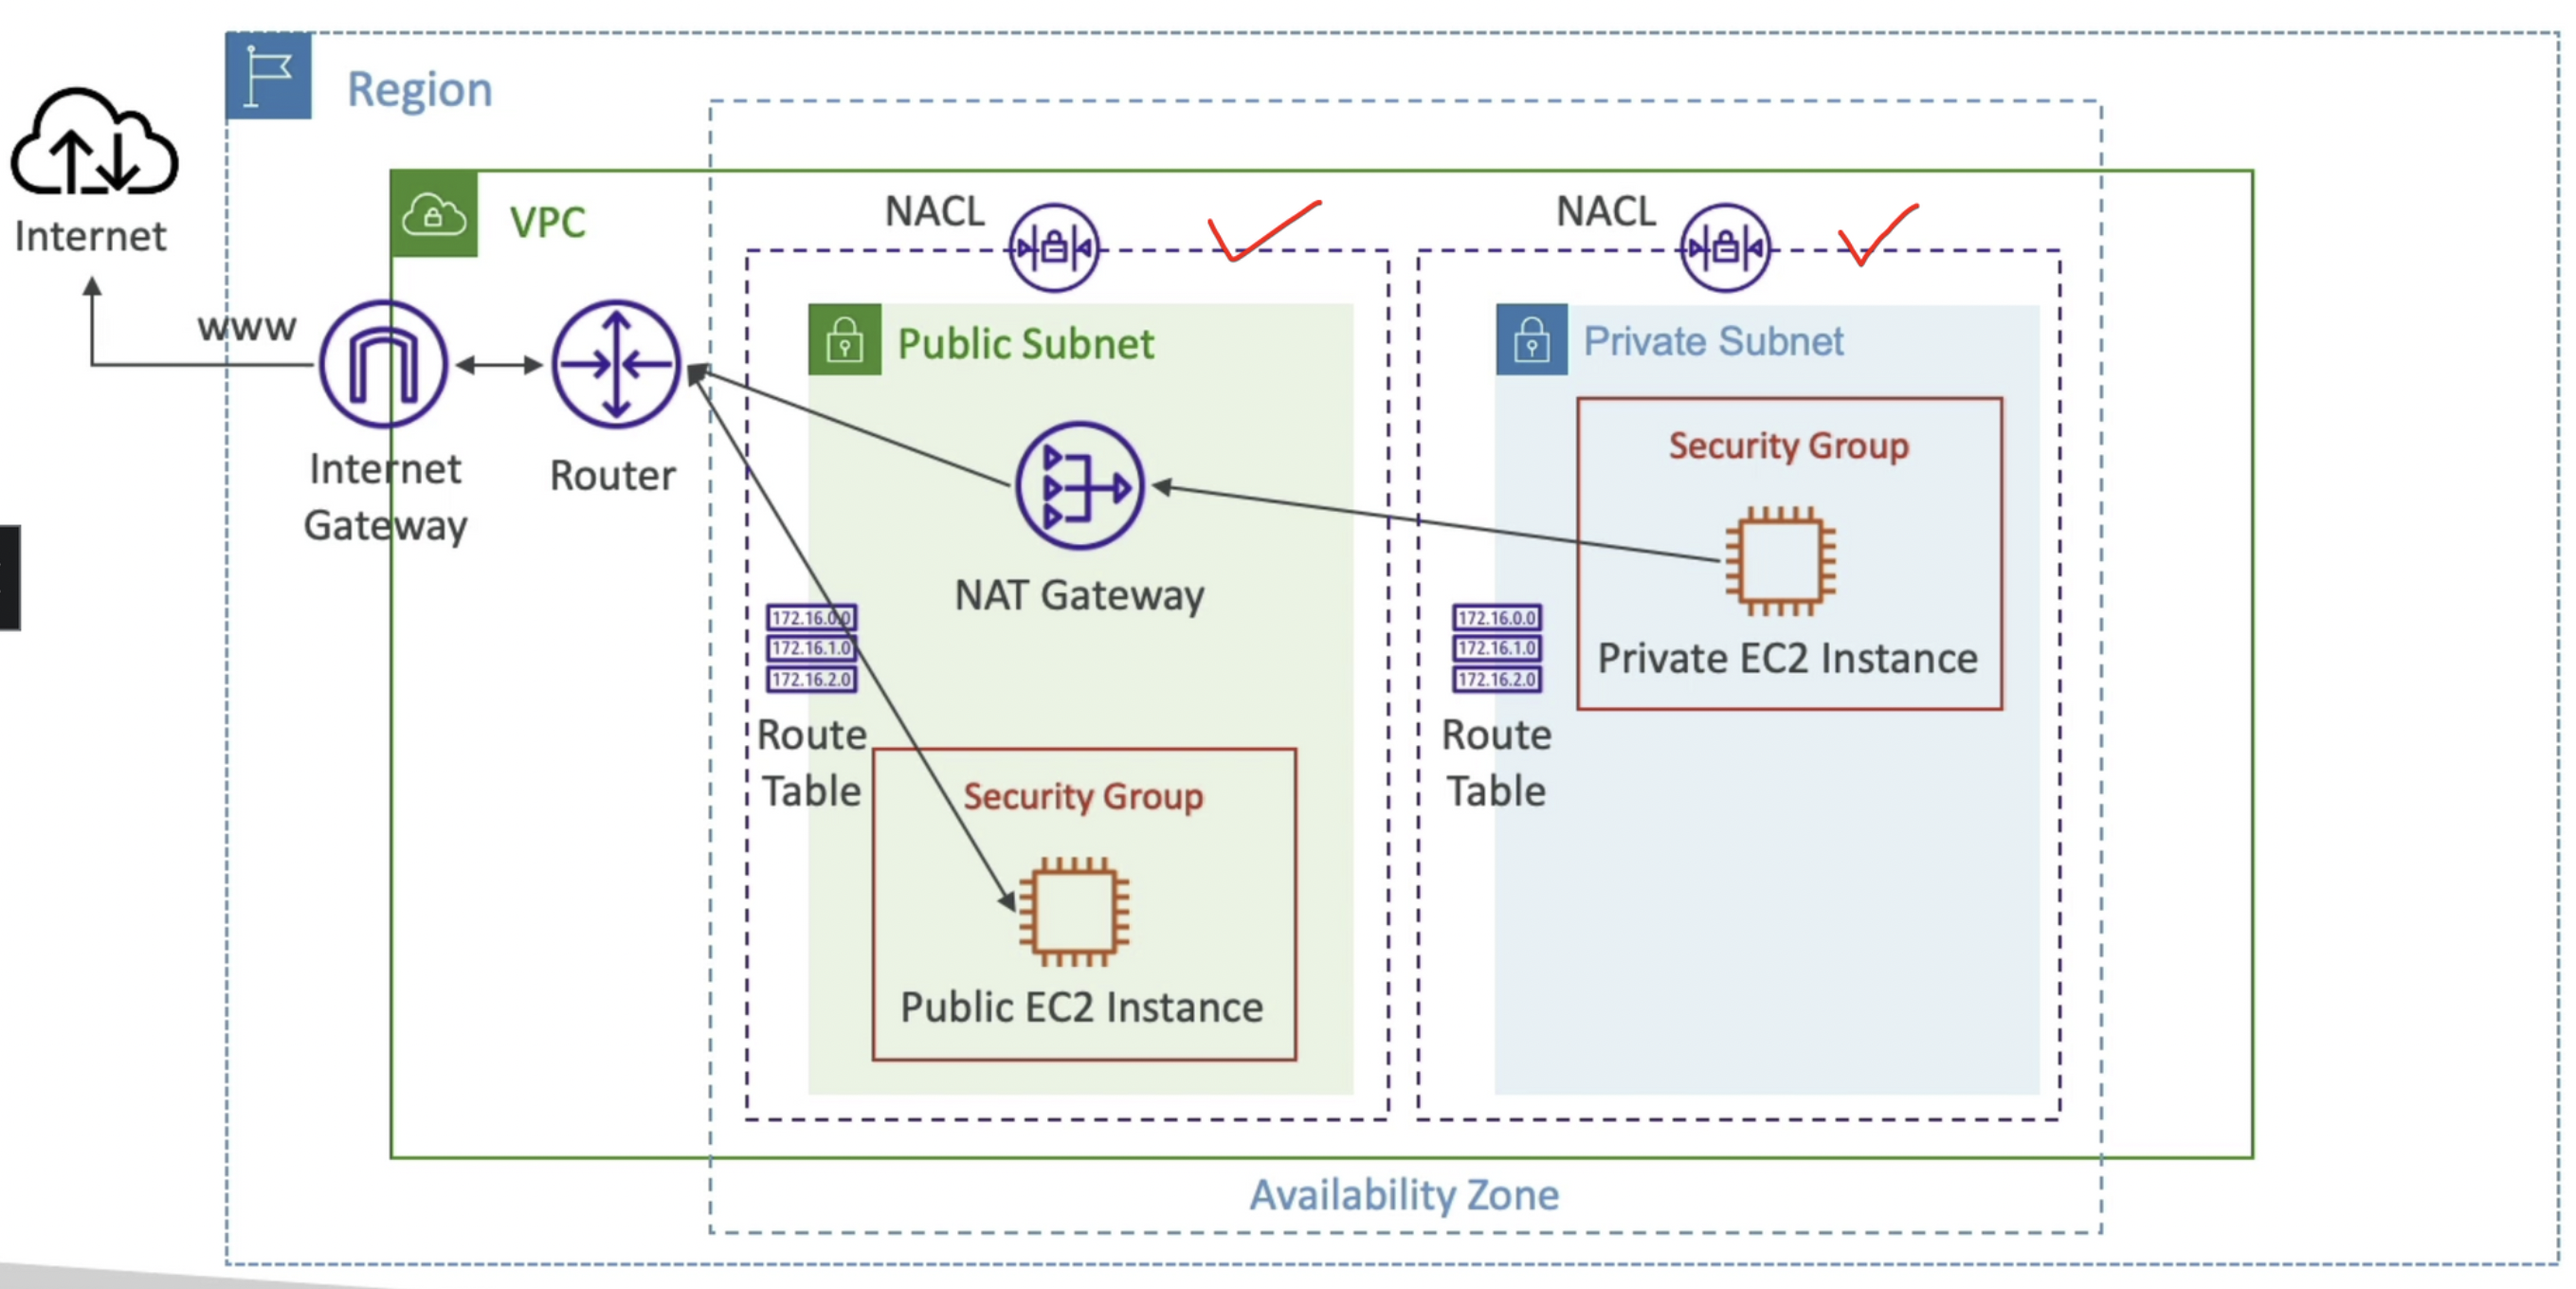 Region
Internet
VPC
NACL
NACL
www
Public Subnet
Private Subnet
Internet
Gateway
Router
Security Group
NAT Gateway
172.16.0.0
172.16.1.0
172.16.2.0
Route
Table
172.16.0.0
172.16.1.0
172.16.2.0
Route
Table
Private EC2 Instance
Security Group
Public EC2 Instance
Availability Zone